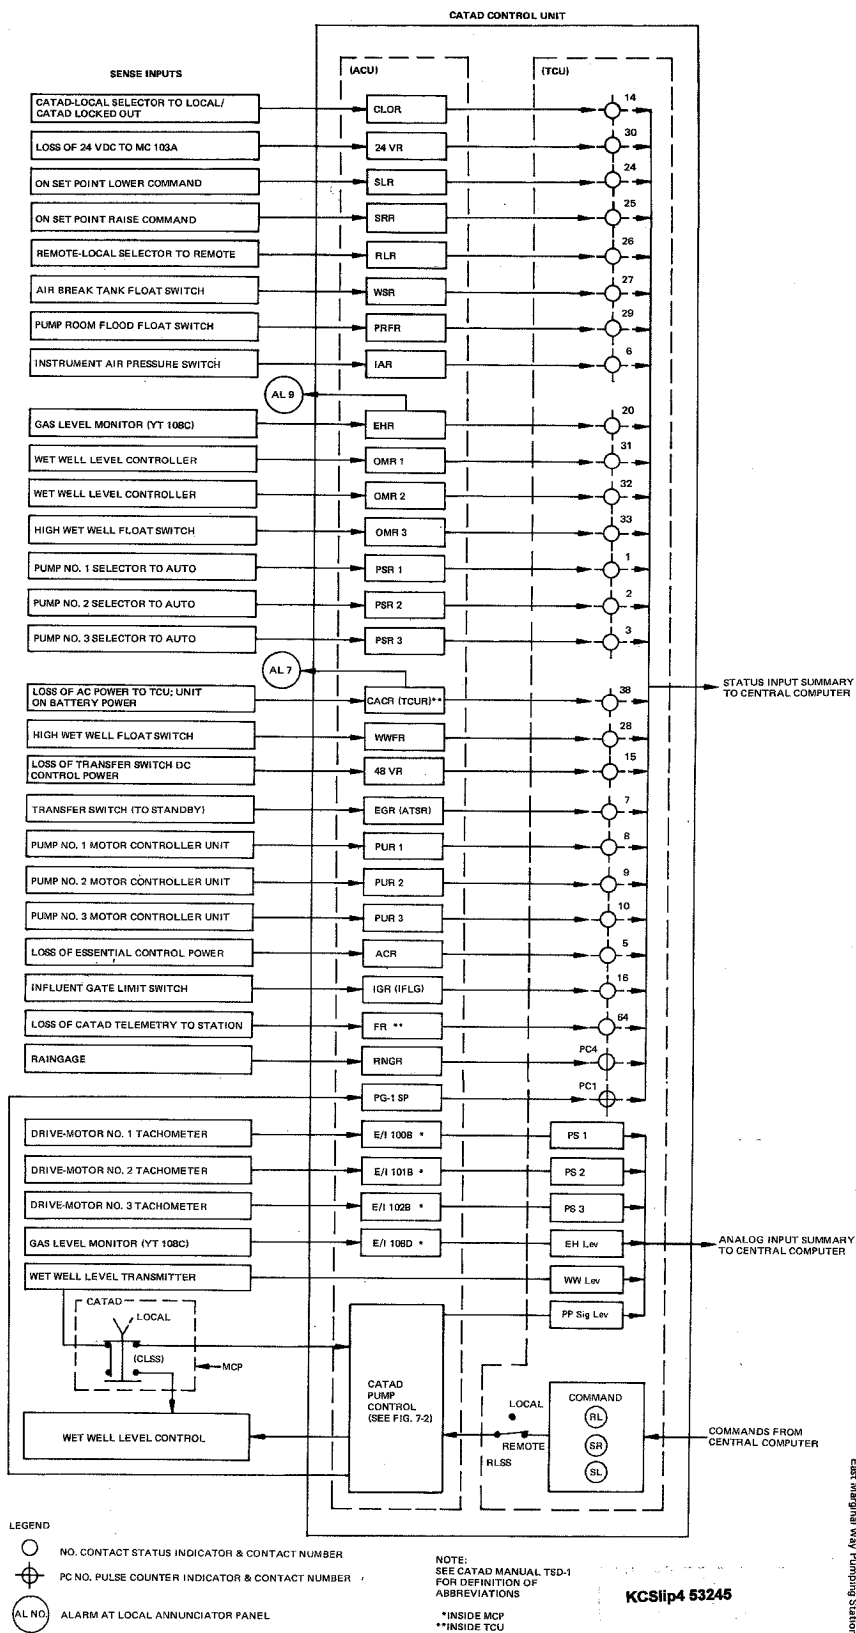 CATAD CONTROL UNIT
SENSE INPUTS
(ACU)
(TCU)
CATAD-LOCAL SELECTOR TO LOCAL/
CATAD LOCKED OUT
CLOR
14
LOSS OF 24 VDC TO MC 103A
24 VR
30
ON SET POINT LOWER COMMAND
SLR
24
ON SET POINT RAISE COMMAND
SRR
25
REMOTE-LOCAL SELECTOR TO REMOTE
RLR
26
AIR BREAK TANK FLOAT SWITCH
WSR
27
PUMP ROOM FLOOD FLOAT SWITCH
PRFR
29
INSTRUMENT AIR PRESSURE SWITCH
IAR
6
AL 9
GAS LEVEL MONITOR (YT 108C)
EHR
20
WET WELL LEVEL CONTROLLER
OMR 1
31
WET WELL LEVEL CONTROLLER
OMR 2
32
HIGH WET WELL FLOAT SWITCH
OMR 3
33
PUMP NO. 1 SELECTOR TO AUTO
PSR 1
1
PUMP NO. 2 SELECTOR TO AUTO
PSR 2
2
PUMP NO. 3 SELECTOR TO AUTO
PSR 3
3
AL 7
LOSS OF AC POWER TO TCU; UNIT
ON BATTERY POWER
CACR (TCUR)**
38
STATUS INPUT SUMMARY
TO CENTRAL COMPUTER
HIGH WET WELL FLOAT SWITCH
WWFR
28
LOSS OF TRANSFER SWITCH DC
CONTROL POWER
48 VR
15
TRANSFER SWITCH (TO STANDBY)
EGR (ATSR)
7
PUMP NO. 1 MOTOR CONTROLLER UNIT
PUR 1
8
PUMP NO. 2 MOTOR CONTROLLER UNIT
PUR 2
9
PUMP NO. 3 MOTOR CONTROLLER UNIT
PUR 3
10
LOSS OF ESSENTIAL CONTROL POWER
ACR
5
INFLUENT GATE LIMIT SWITCH
IGR (IFLG)
16
LOSS OF CATAD TELEMETRY TO STATION
FR **
64
RAINGAGE
RNGR
PC4
PG-1 SP
PC1
DRIVE-MOTOR NO. 1 TACHOMETER
E/I 100B *
PS 1
DRIVE-MOTOR NO. 2 TACHOMETER
E/I 101B *
PS 2
DRIVE-MOTOR NO. 3 TACHOMETER
E/I 102B *
PS 3
GAS LEVEL MONITOR (YT 108C)
E/I 108D *
EH Lev
ANALOG INPUT SUMMARY
TO CENTRAL COMPUTER
WET WELL LEVEL TRANSMITTER
WW Lev
PP Sig Lev
CATAD
LOCAL
(CLSS)
MCP
CATAD
PUMP
CONTROL
(SEE FIG. 7-2)
WET WELL LEVEL CONTROL
LOCAL
REMOTE
RLSS
COMMAND
RL
SR
SL
COMMANDS FROM
CENTRAL COMPUTER
LEGEND
NO. CONTACT STATUS INDICATOR & CONTACT NUMBER
PC NO. PULSE COUNTER INDICATOR & CONTACT NUMBER
AL NO.
ALARM AT LOCAL ANNUNCIATOR PANEL
NOTE:
SEE CATAD MANUAL TSD-1
FOR DEFINITION OF
ABBREVIATIONS
*INSIDE MCP
**INSIDE TCU
KCSlip4 53245
East Marginal Way Pumping Station